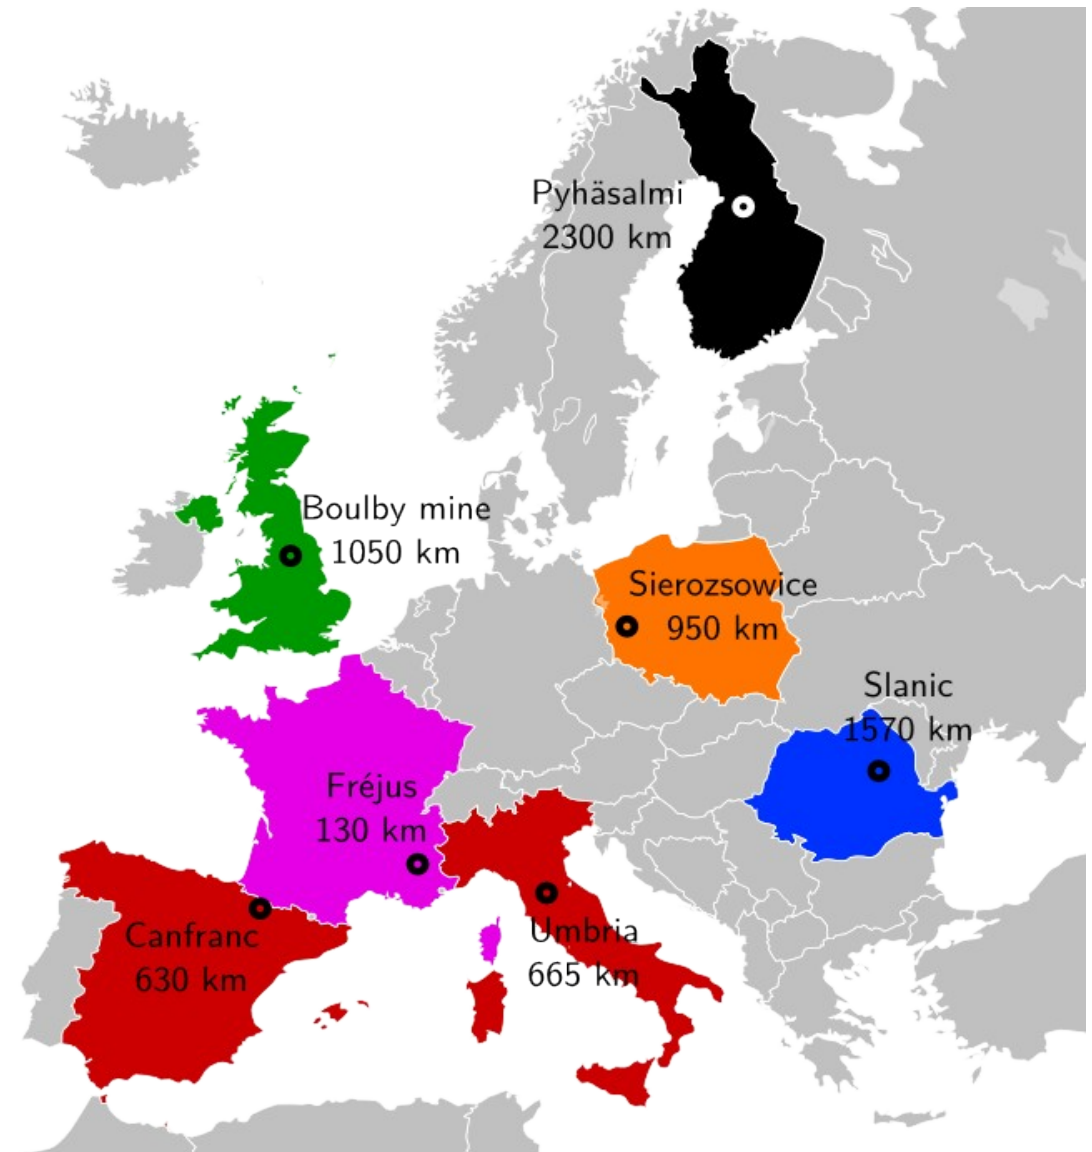 Pyhäsalmi
2300 km
Boulby mine
1050 km
Sierozsowice
950 km
Slanic
1570 km
Fréjus
130 km
Canfranc
630 km
Umbria
665 km